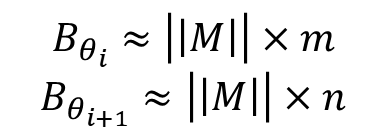 B_{θ_i} ≈ ||M|| × m
B_{θ_{i+1}} ≈ ||M|| × n